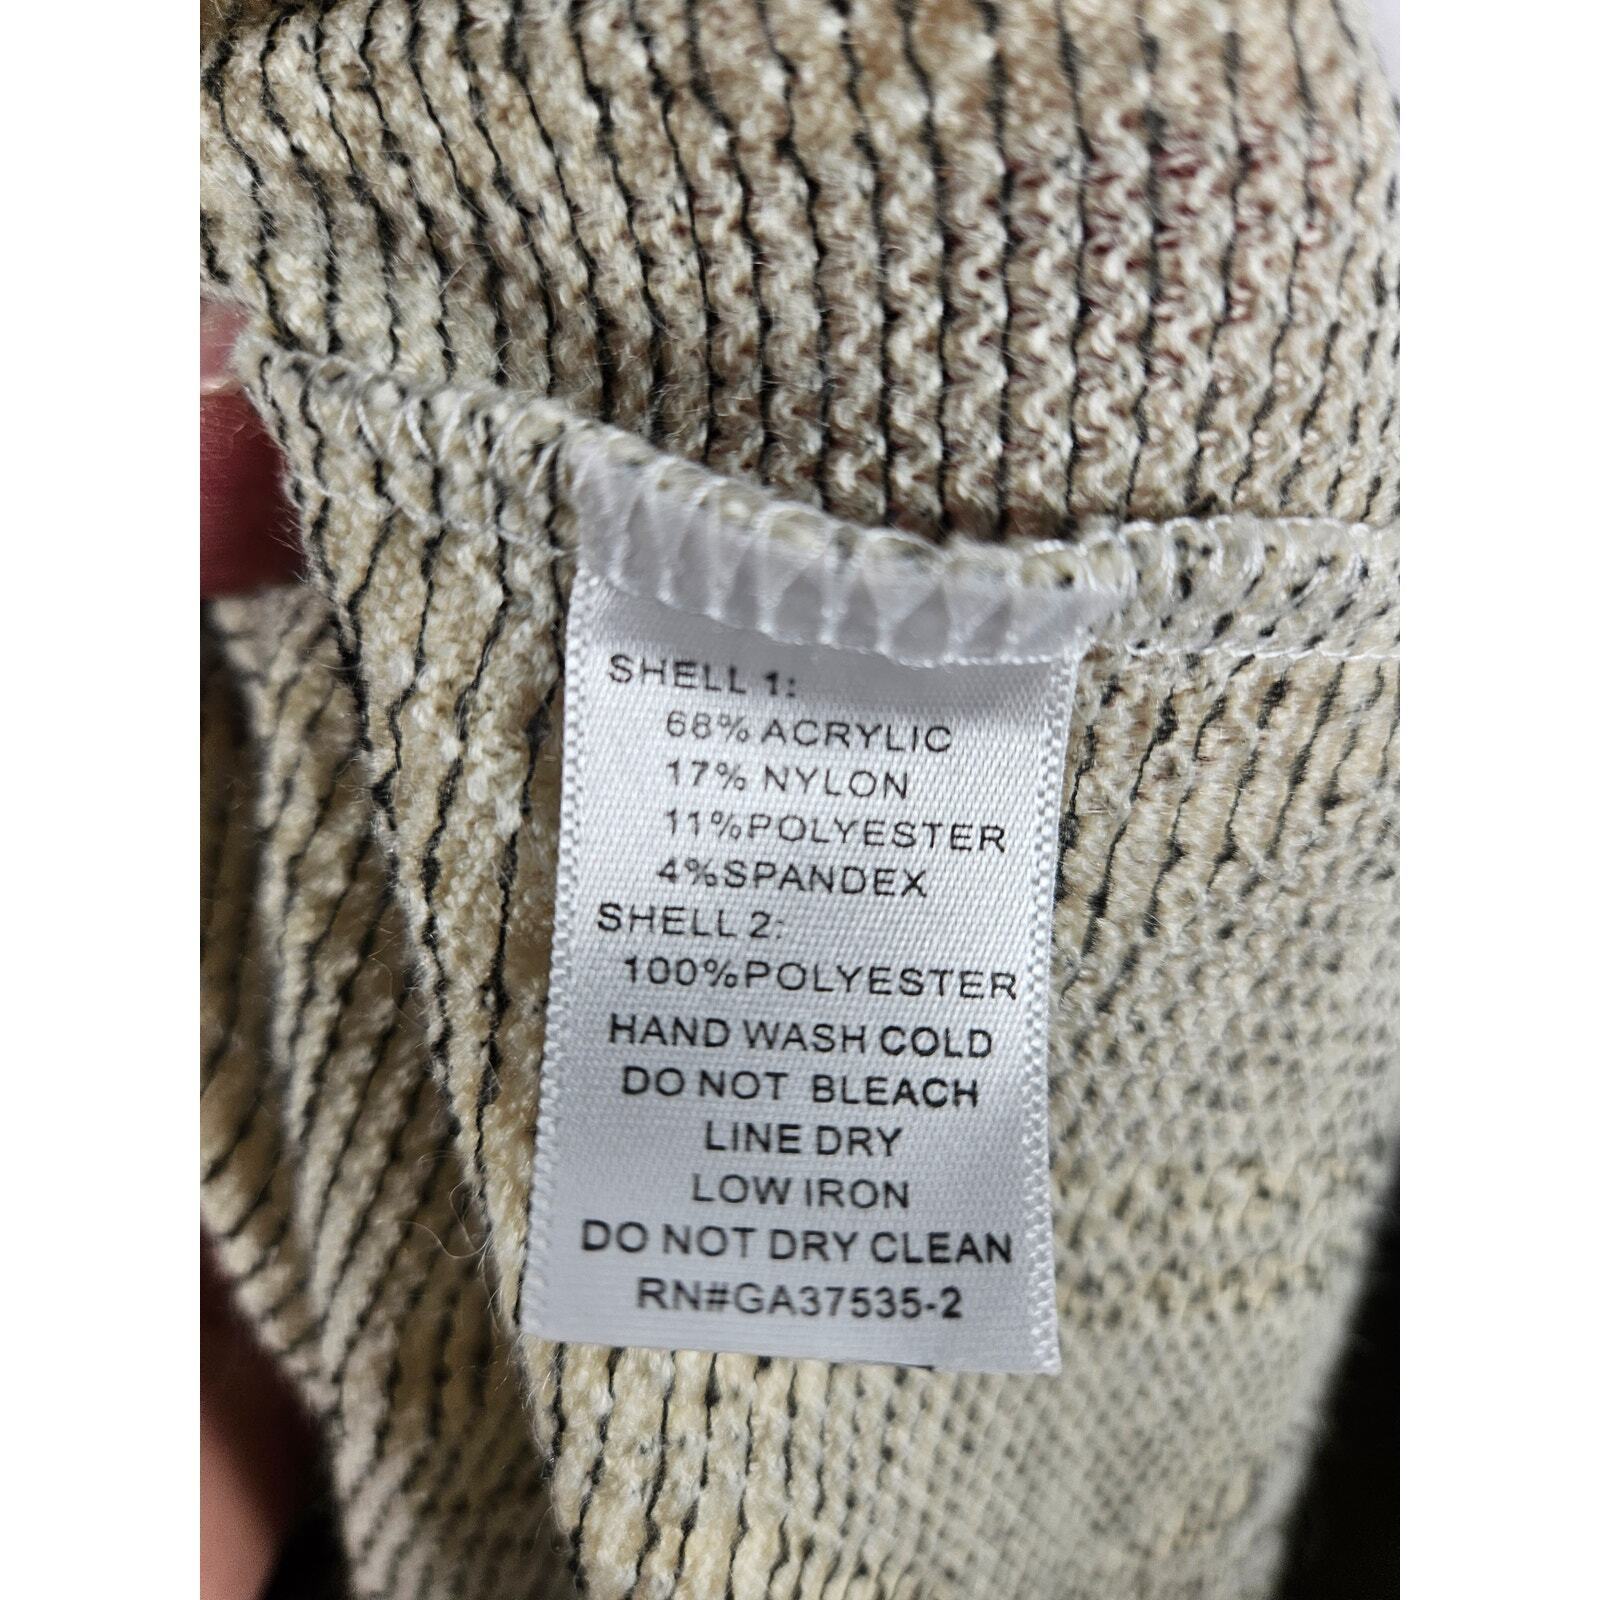 SHELL 1:
68% ACRYLIC
17% NYLON
11%POLYESTER
4%SPANDEX
SHELL 2:
100%POLYESTER
HAND WASH COLD
DO NOT BLEACH
LINE DRY
LOW IRON
DO NOT DRY CLEAN
RN#GA37535-2